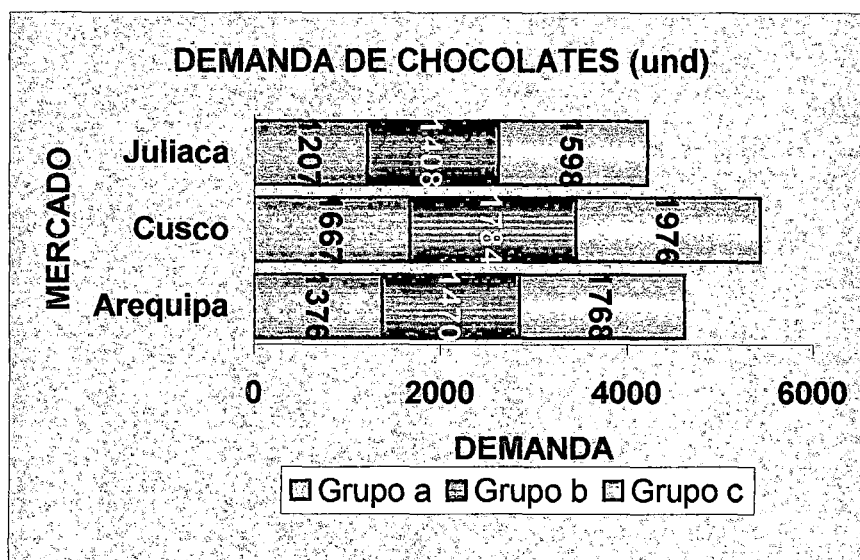 DEMANDA DE CHOCOLATES (und)
MERCADO
Juliaca 1207 1408 1598
Cusco 1667 1784 1976
Arequipa 1376 1470 1768
0 2000 4000 6000
DEMANDA
Grupo a Grupo b Grupo c